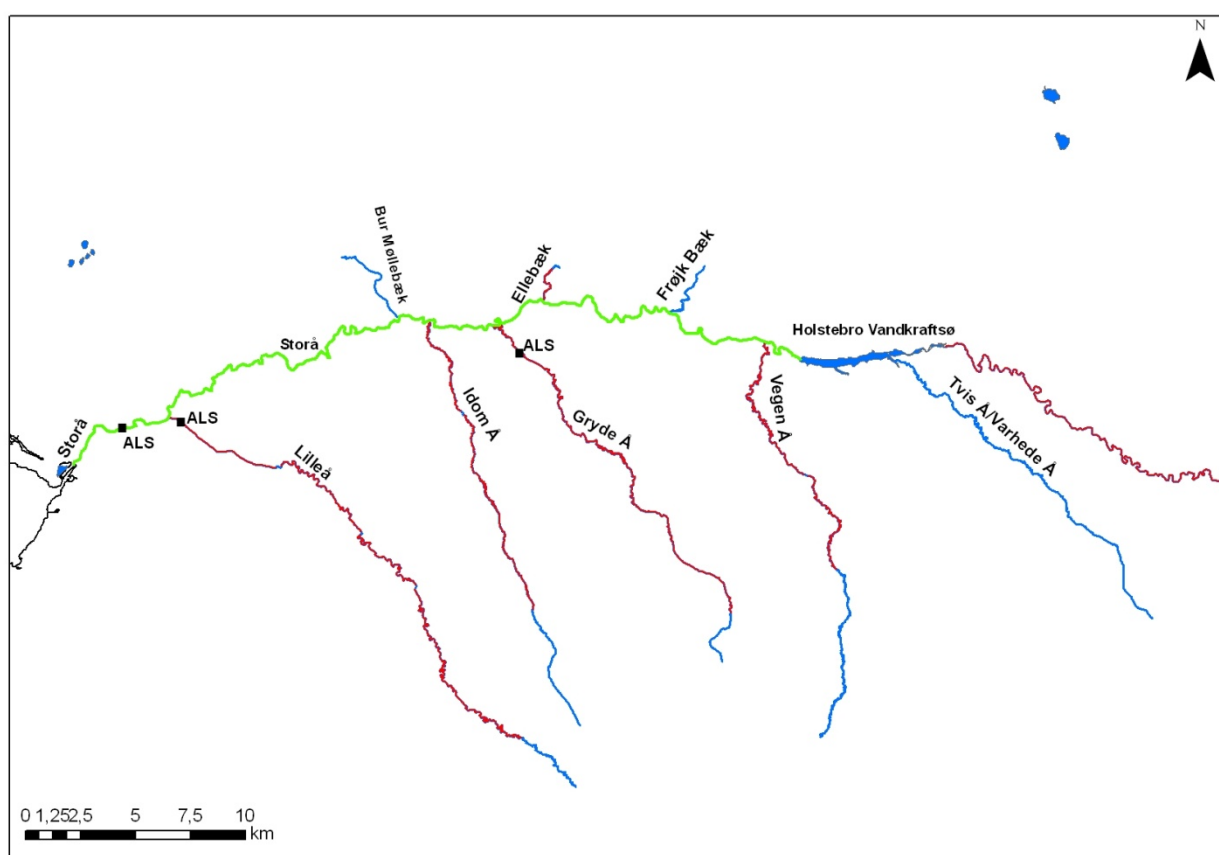 N
Bur Møllebæk
Ellebæk
Frøjk Bæk
Holstebro Vandkraftsø
Storå
ALS
Tvis Å/Varhede Å
Vegen Å
Idom Å
Gryde Å
ALS
ALS
Storå
Lilleå
0 1,25 2,5 5 7,5 10
km